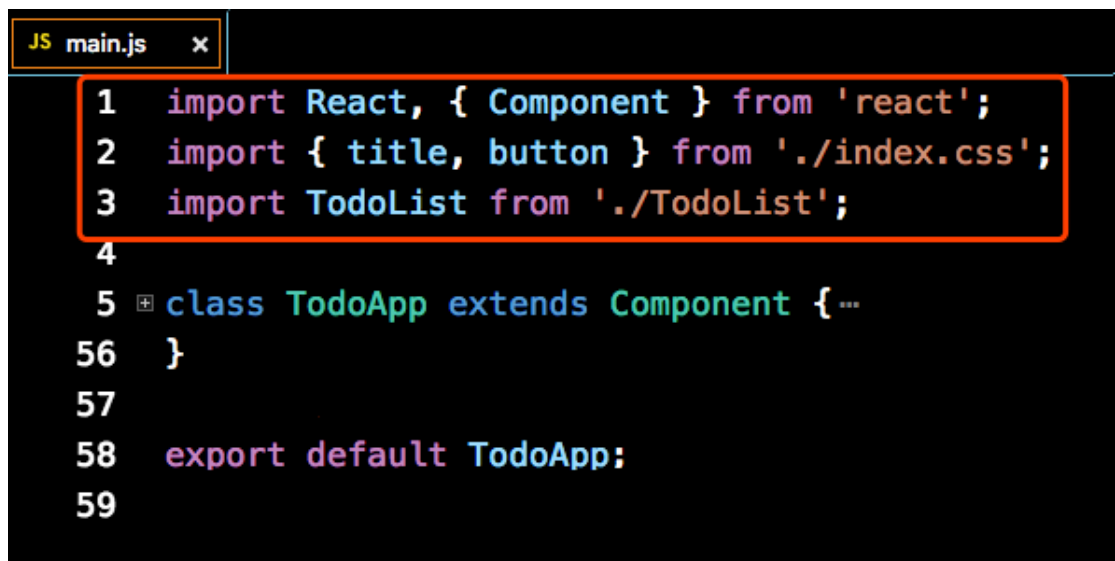 JS main.js ×
1 import React, { Component } from 'react';
2 import { title, button } from './index.css';
3 import TodoList from './TodoList';
4
5 class TodoApp extends Component {…
56 }
57
58 export default TodoApp;
59